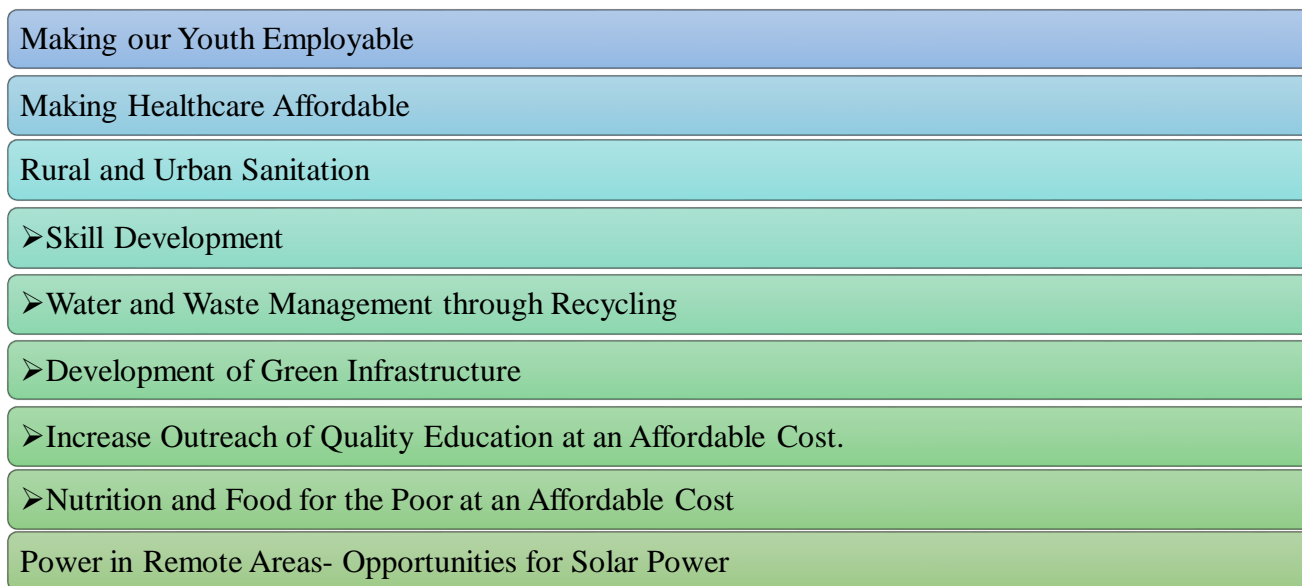 Making our Youth Employable
Making Healthcare Affordable
Rural and Urban Sanitation
➢Skill Development
➢Water and Waste Management through Recycling
➢Development of Green Infrastructure
➢Increase Outreach of Quality Education at an Affordable Cost.
➢Nutrition and Food for the Poor at an Affordable Cost
Power in Remote Areas- Opportunities for Solar Power